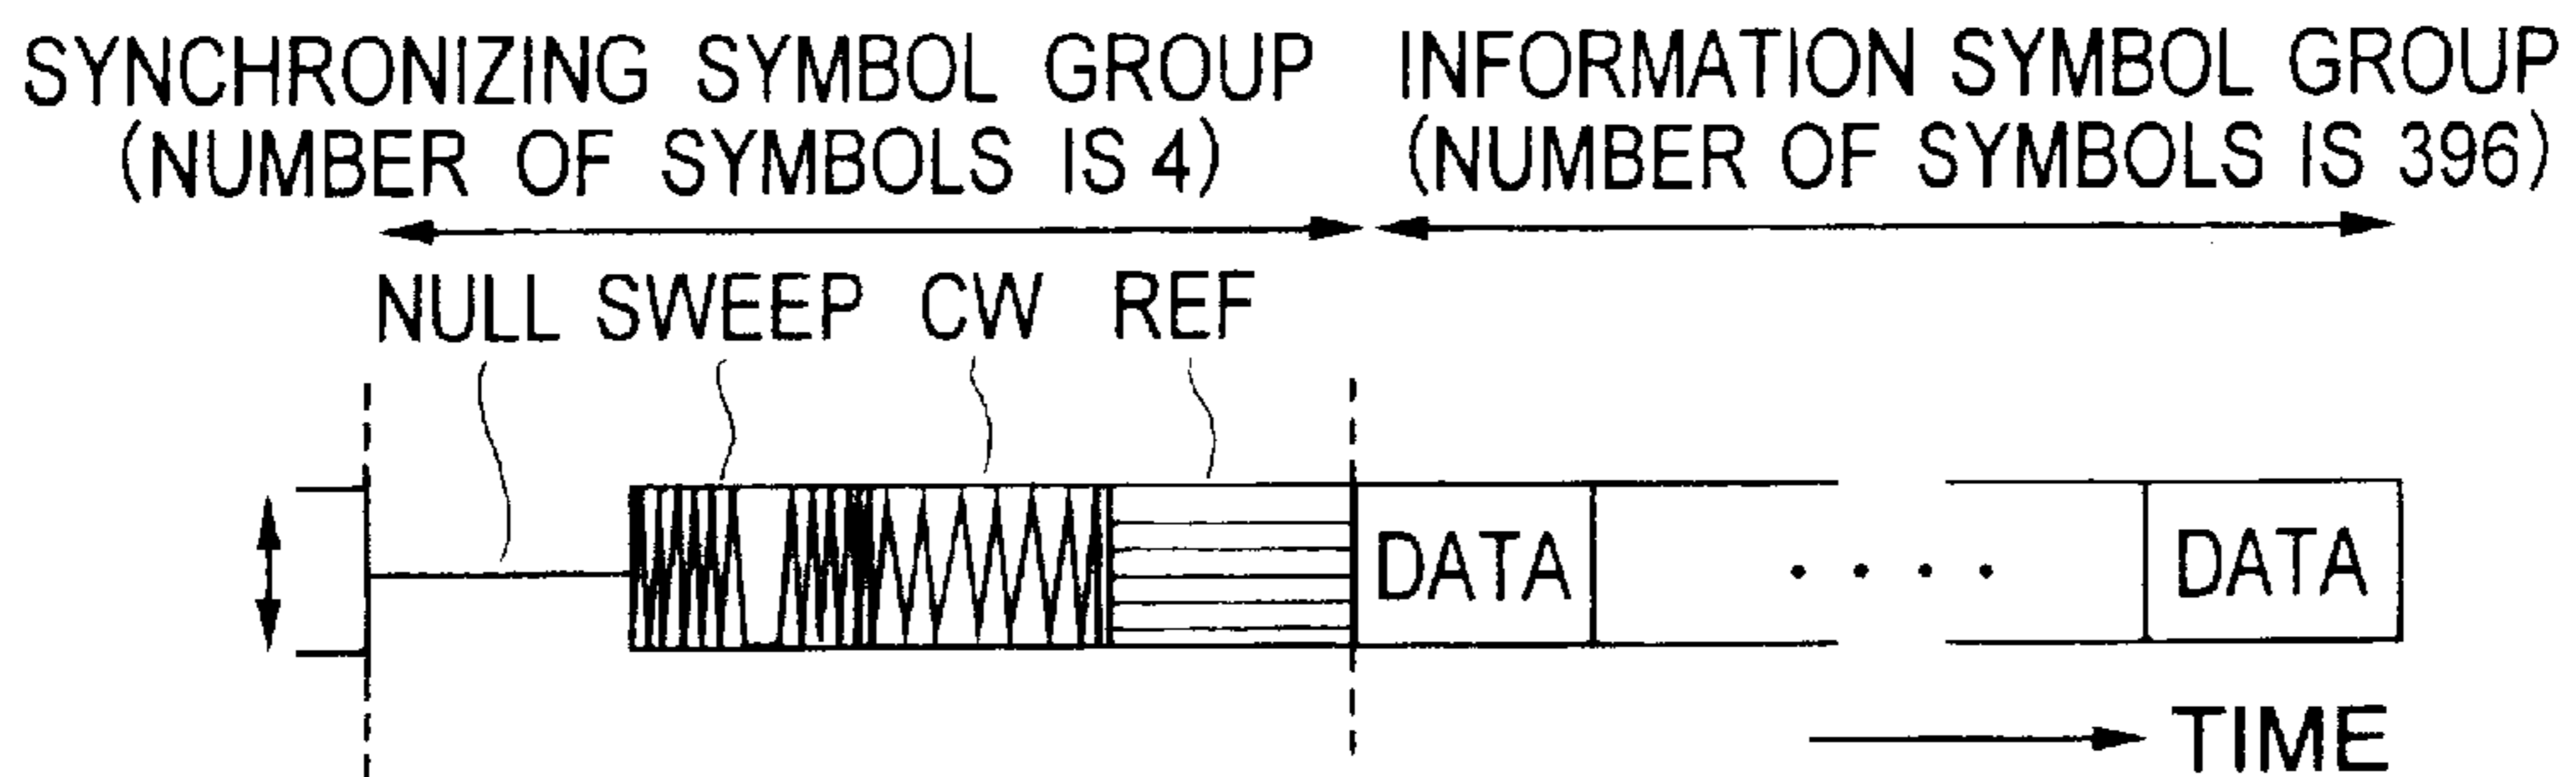 SYNCHRONIZING SYMBOL GROUP
(NUMBER OF SYMBOLS IS 4)
INFORMATION SYMBOL GROUP
(NUMBER OF SYMBOLS IS 396)
NULL SWEEP CW REF
DATA . . . . DATA
TIME